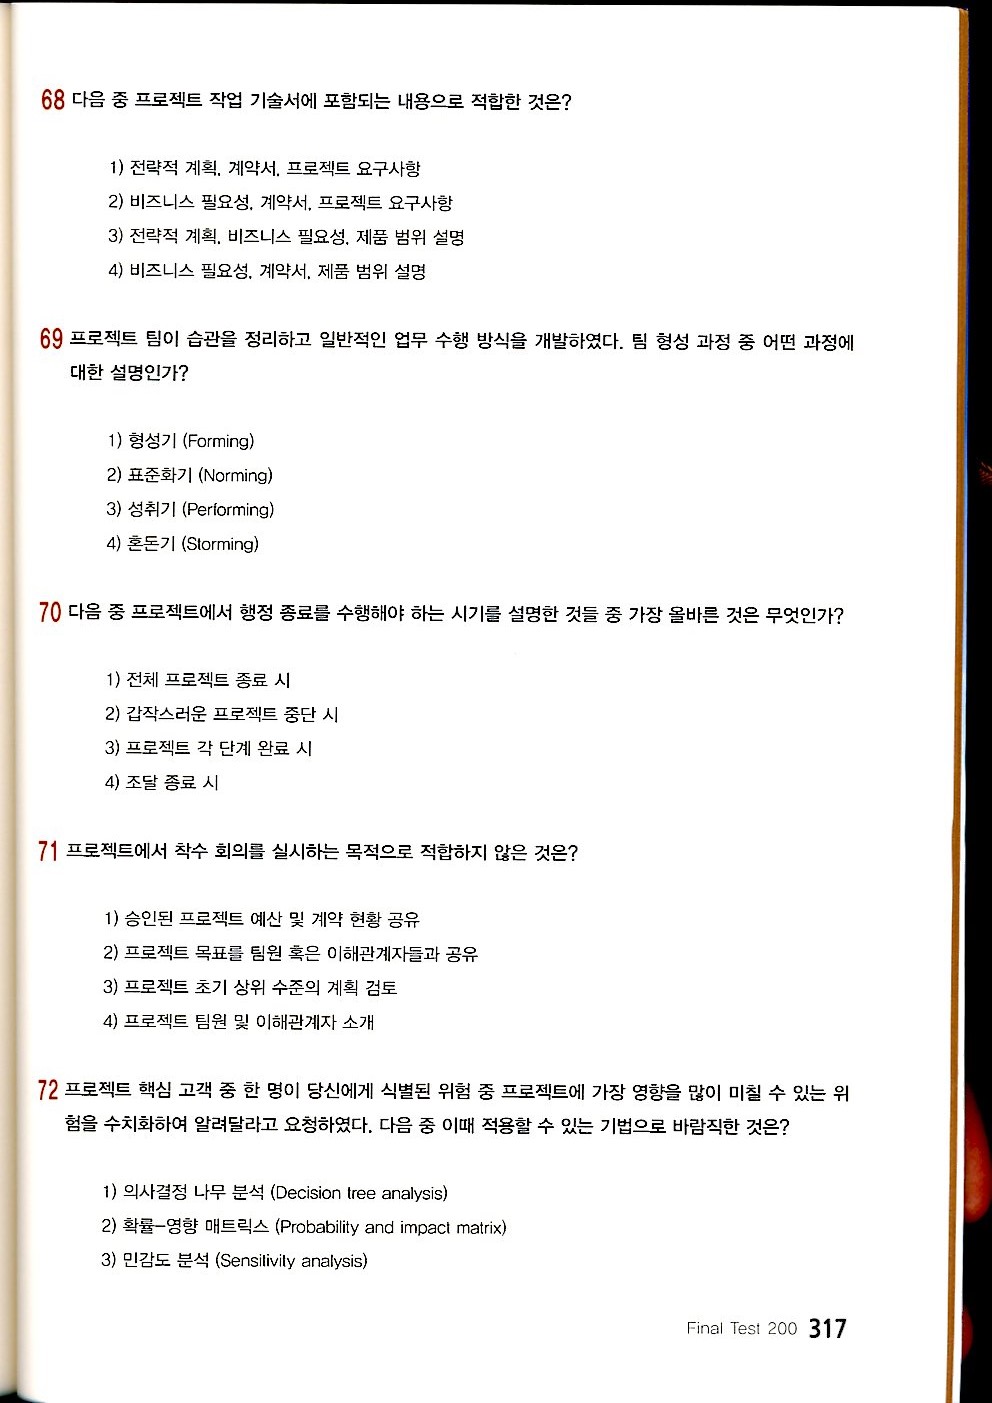 68 다음 중 프로젝트 작업 기술서에 포함되는 내용으로 적합한 것은?
1) 전략적 계획, 계약서, 프로젝트 요구사항
2) 비즈니스 필요성, 계약서, 프로젝트 요구사항
3) 전략적 계획, 비즈니스 필요성, 제품 범위 설명
4) 비즈니스 필요성, 계약서, 제품 범위 설명
69 프로젝트 팀이 습관을 정리하고 일반적인 업무 수행 방식을 개발하였다. 팀 형성 과정 중 어떤 과정에
대한 설명인가?
1) 형성기 (Forming)
2) 표준화기 (Norming)
3) 성취기 (Performing)
4) 혼돈기 (Storming)
70 다음 중 프로젝트에서 행정 종료를 수행해야 하는 시기를 설명한 것들 중 가장 올바른 것은 무엇인가?
1) 전체 프로젝트 종료 시
2) 갑작스러운 프로젝트 중단 시
3) 프로젝트 각 단계 완료 시
4) 조달 종료 시
71 프로젝트에서 착수 회의를 실시하는 목적으로 적합하지 않은 것은?
1) 승인된 프로젝트 예산 및 계약 현황 공유
2) 프로젝트 목표를 팀원 혹은 이해관계자들과 공유
3) 프로젝트 초기 상위 수준의 계획 검토
4) 프로젝트 팀원 및 이해관계자 소개
72 프로젝트 핵심 고객 중 한 명이 당신에게 식별된 위험 중 프로젝트에 가장 영향을 많이 미칠 수 있는 위
험을 수치화하여 알려달라고 요청하였다. 다음 중 이때 적용할 수 있는 기법으로 바람직한 것은?
1) 의사결정 나무 분석 (Decision tree analysis)
2) 확률-영향 매트릭스 (Probability and impact matrix)
3) 민감도 분석 (Sensitivity analysis)
Final Test 200 317